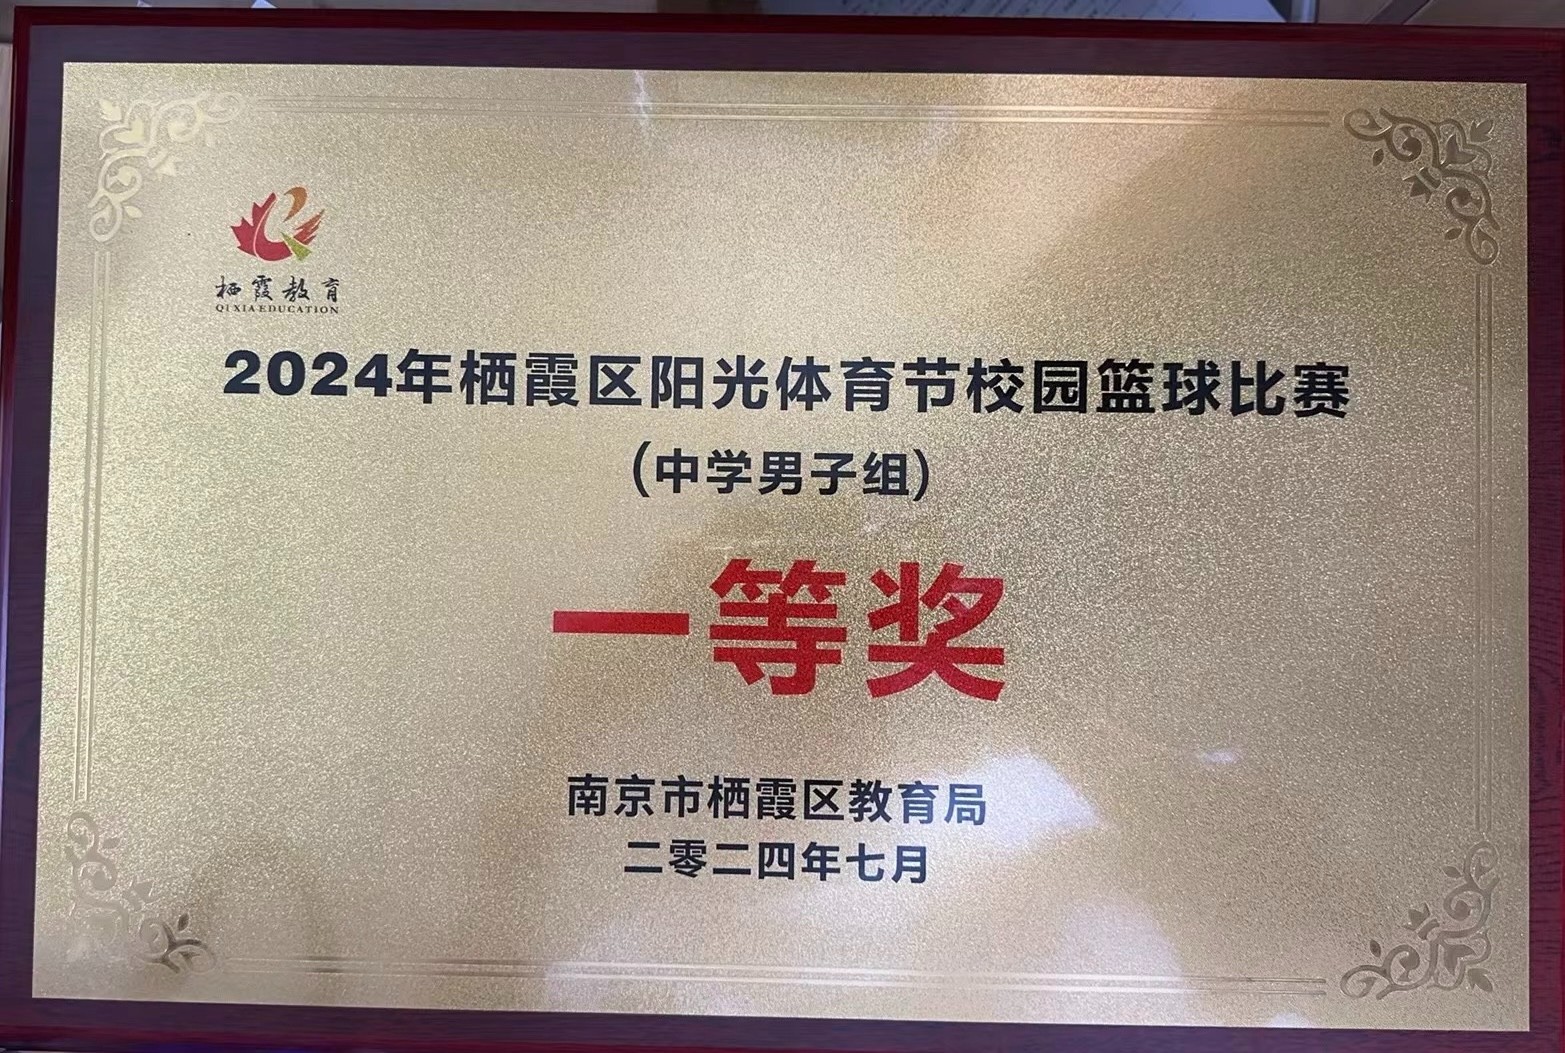 栖霞教育
QIXIA EDUCATION
2024年栖霞区阳光体育节校园篮球比赛
(中学男子组)
一等奖
南京市栖霞区教育局
二零二四年七月